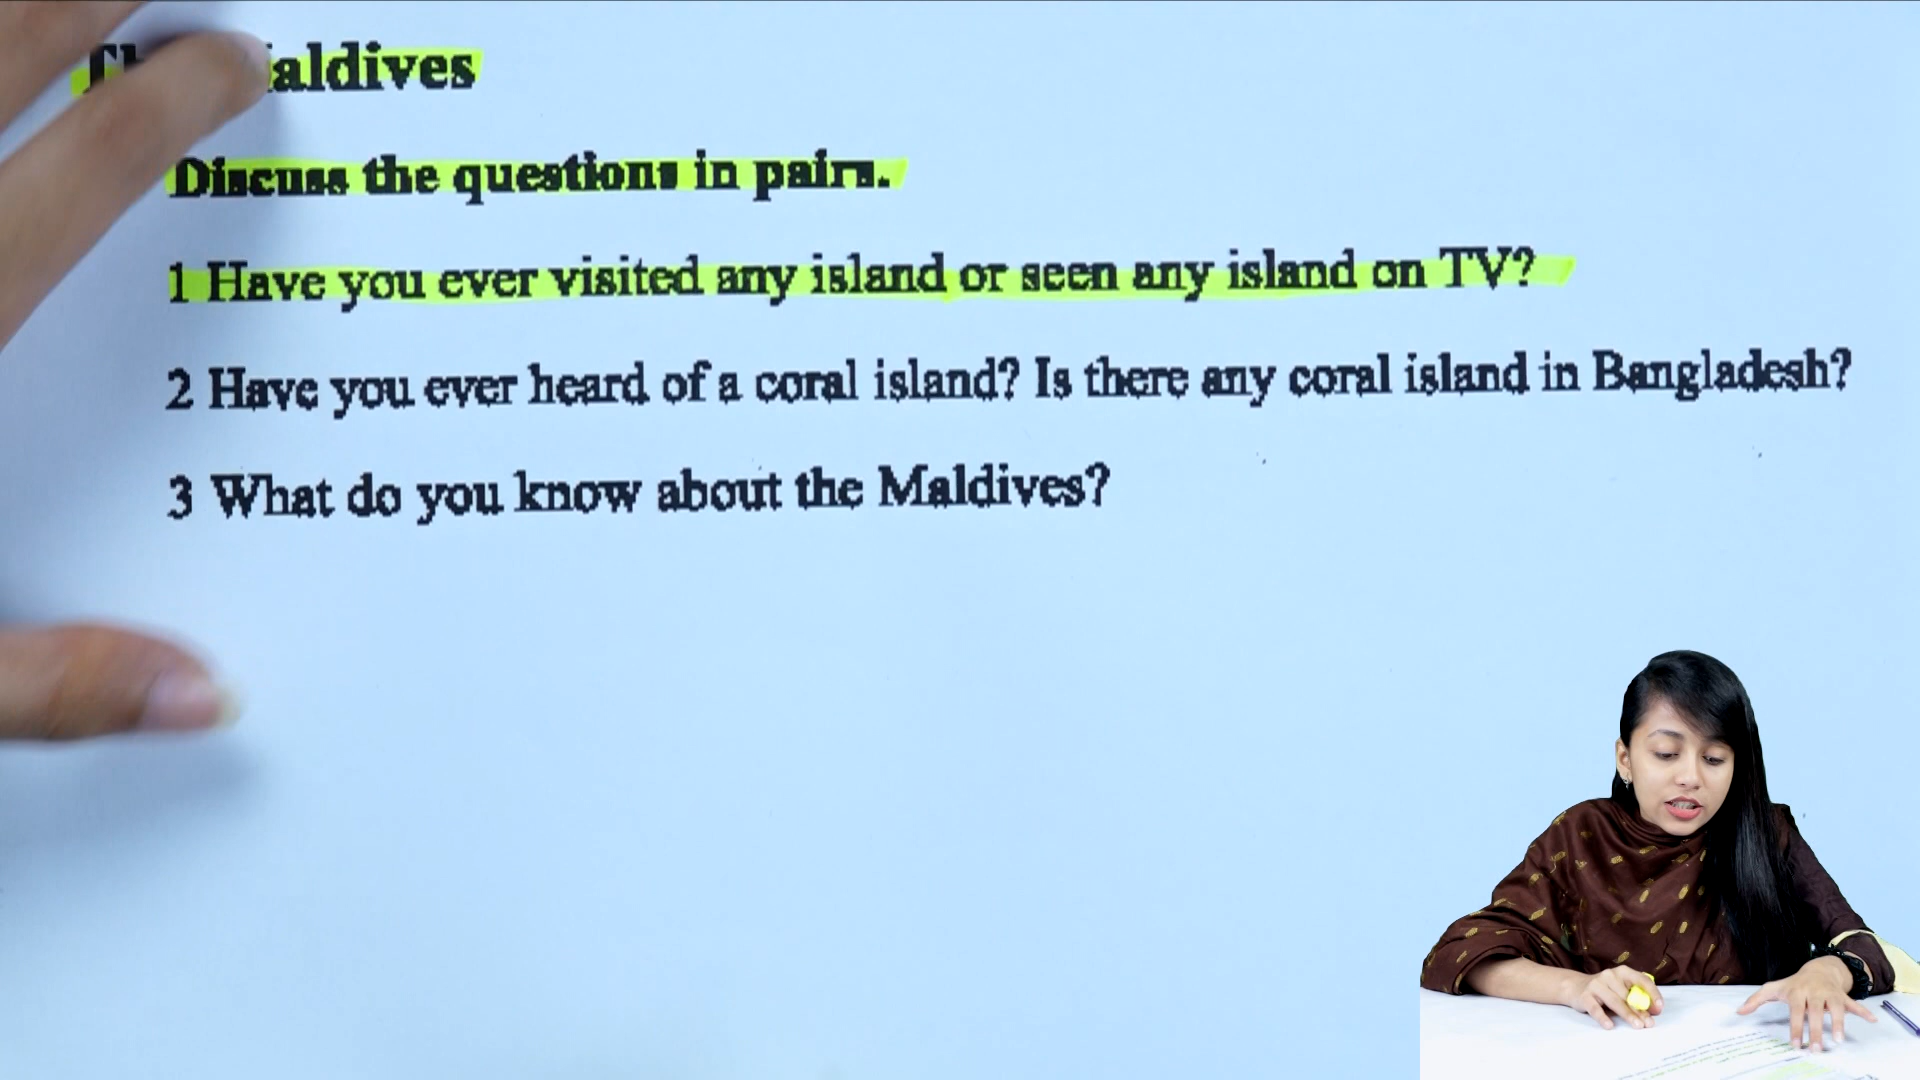 Maldives
Discuss the questions in pairs.
1 Have you ever visited any island or seen any island on TV?
2 Have you ever heard of a coral island? Is there any coral island in Bangladesh?
3 What do you know about the Maldives?